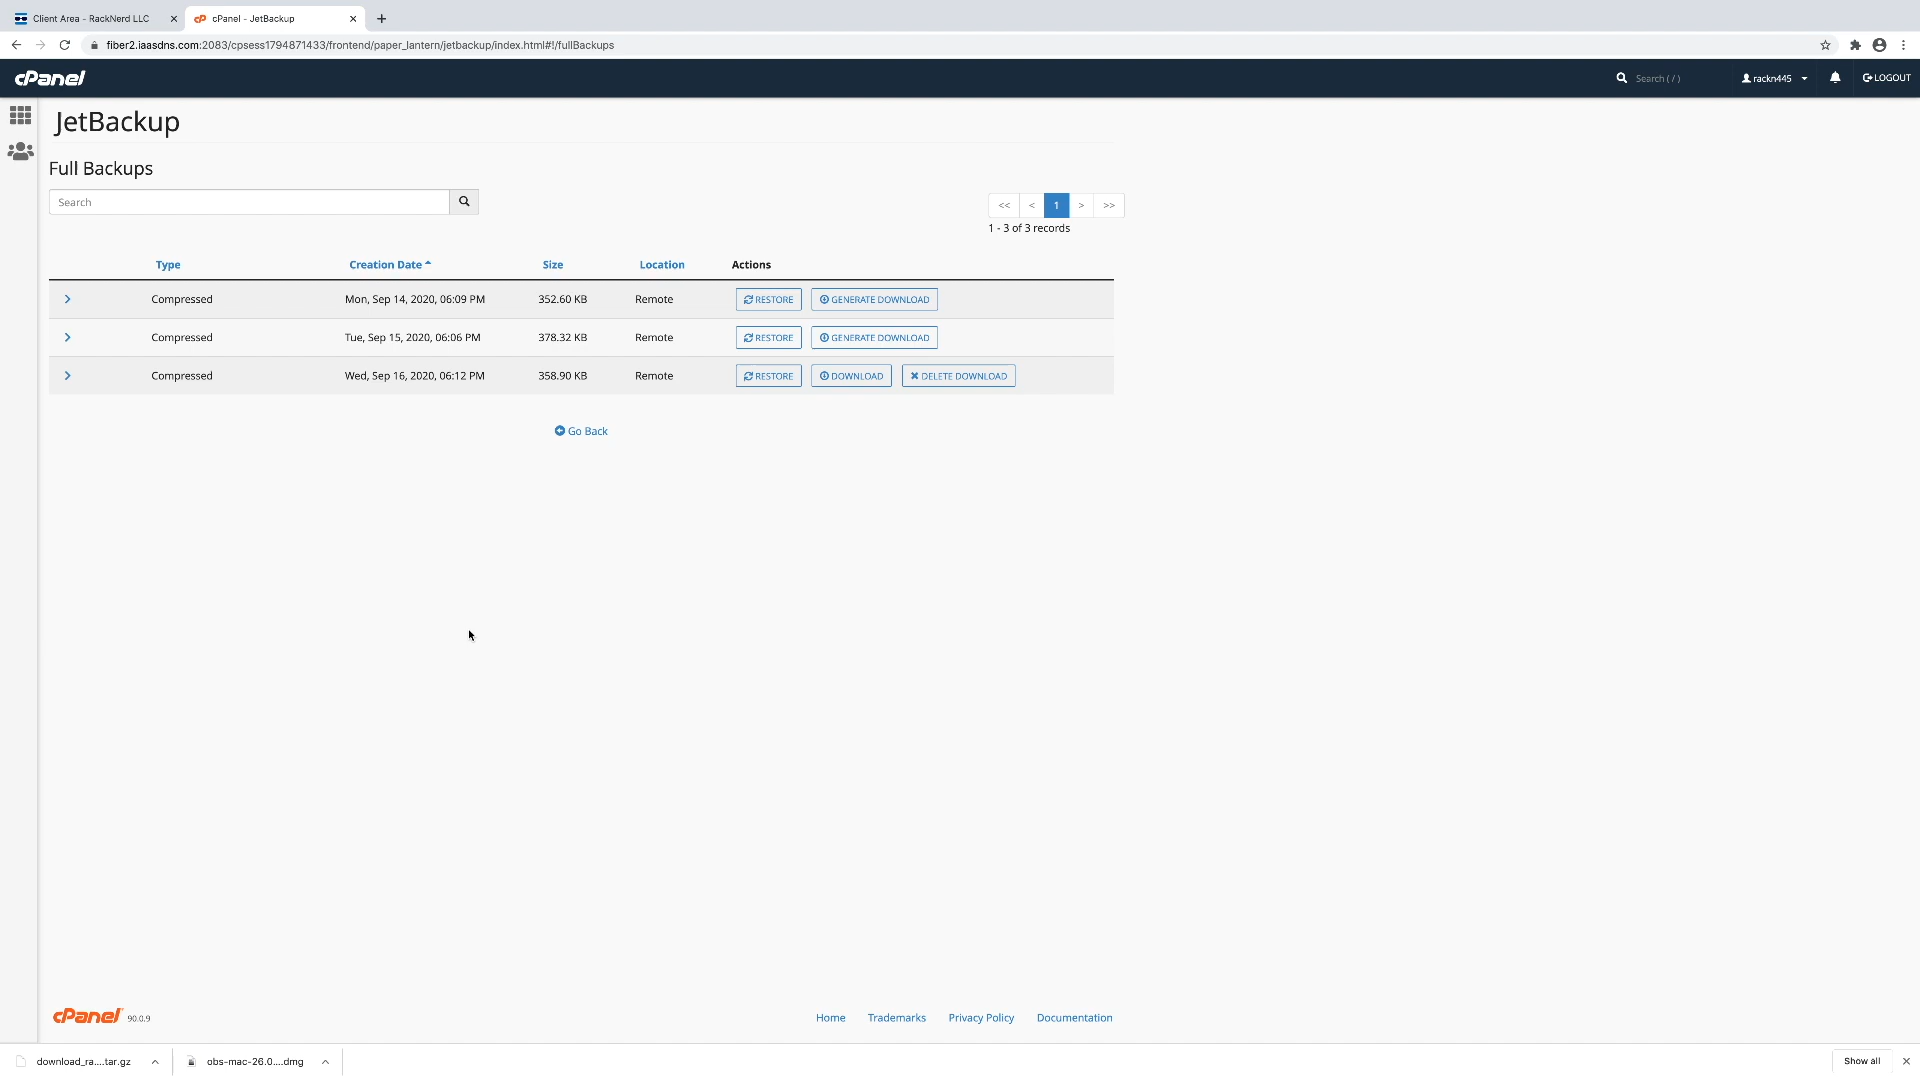 Client Area - RackNerd LLC
cPanel - JetBackup
fiber2.iaasdns.com:2083/cpsess1794871433/frontend/paper_lantern/jetbackup/index.html#!/fullBackups
cPanel
Search ( / )
rackn445
LOGOUT
JetBackup
Full Backups
Search
<< < 1 > >>
1 - 3 of 3 records
Type Creation Date Size Location Actions
Compressed Mon, Sep 14, 2020, 06:09 PM 352.60 KB Remote RESTORE GENERATE DOWNLOAD
Compressed Tue, Sep 15, 2020, 06:06 PM 378.32 KB Remote RESTORE GENERATE DOWNLOAD
Compressed Wed, Sep 16, 2020, 06:12 PM 358.90 KB Remote RESTORE DOWNLOAD DELETE DOWNLOAD
Go Back
cPanel 90.0.9
Home Trademarks Privacy Policy Documentation
download_ra....tar.gz obs-mac-26.0....dmg Show all